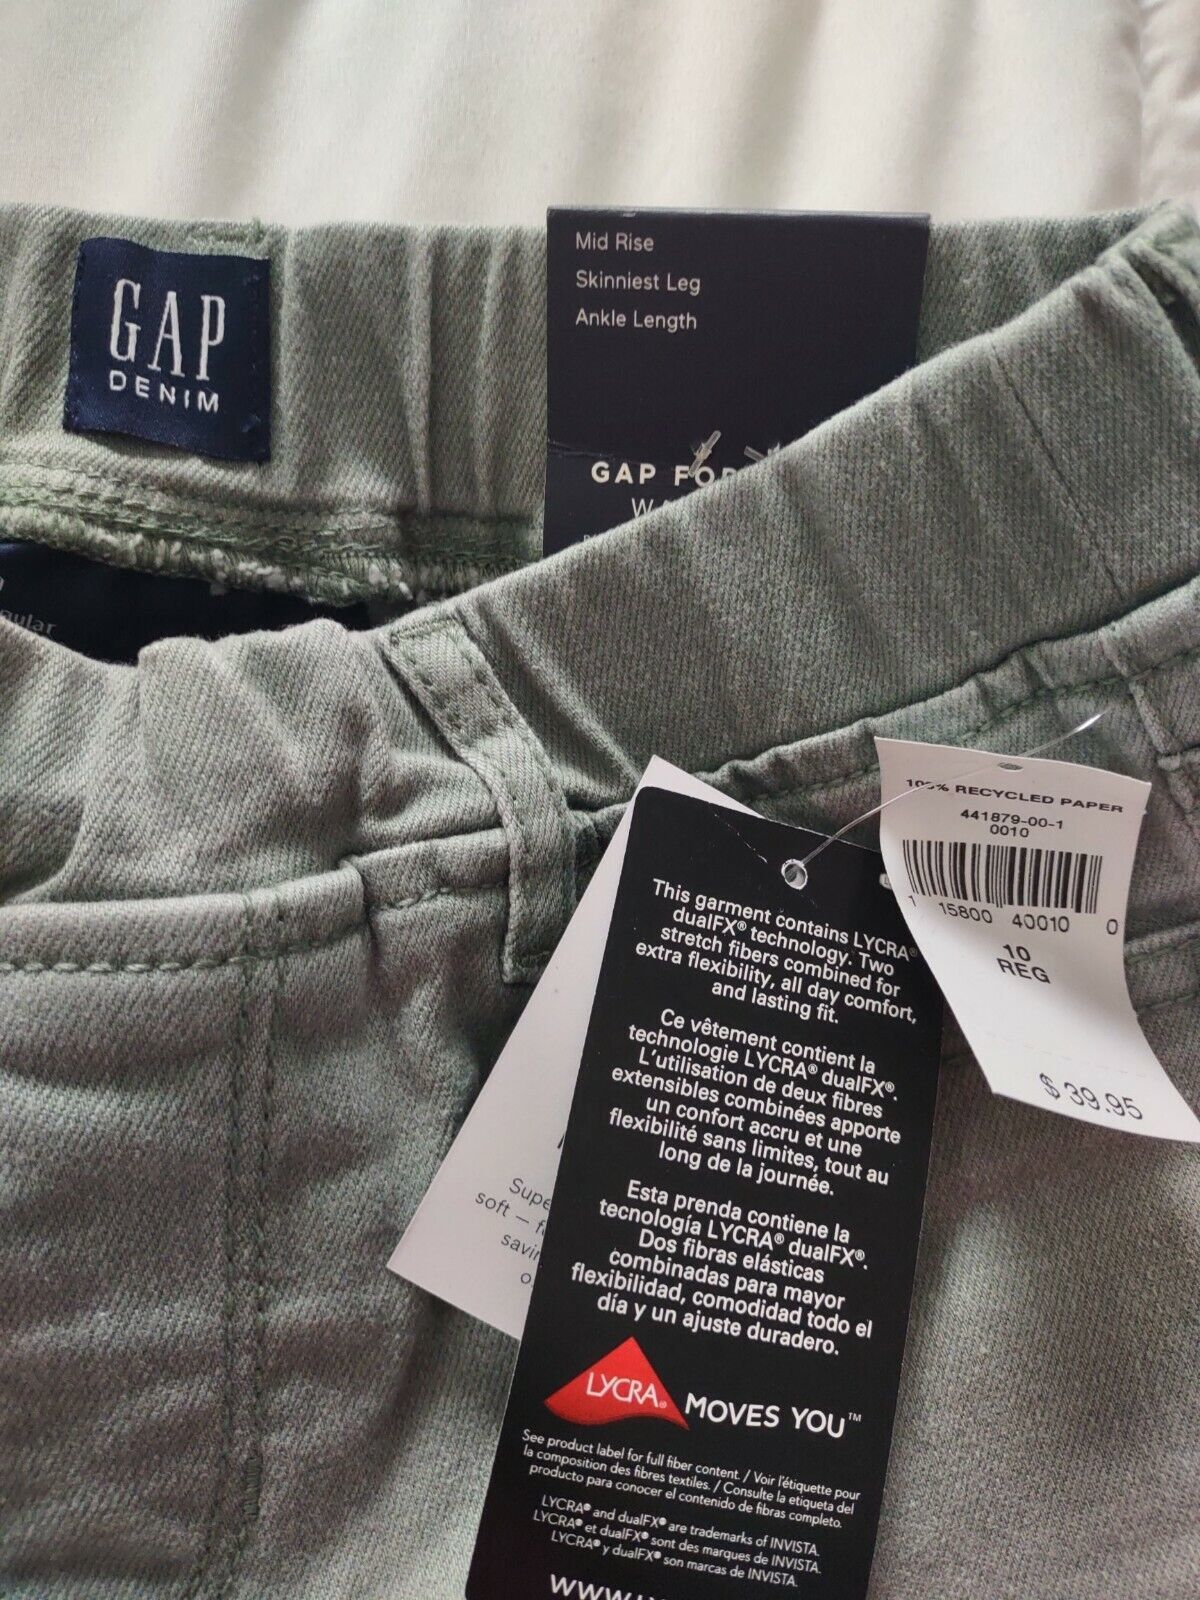 GAP
DENIM
Mid Rise
Skinniest Leg
Ankle Length
GAP
100% RECYCLED PAPER
441879-00-1
0010
1 15800 40010 0
10
REG
$39.95
soft —
This garment contains LYCRA®
dualFX® technology. Two
stretch fibers combined for
extra flexibility, all day comfort,
and lasting fit.
Ce vêtement contient la
technologie LYCRA® dualFX®.
L'utilisation de deux fibres
extensibles combinées apporte
un confort accru et une
flexibilité sans limites, tout au
long de la journée.
Esta prenda contiene la
tecnología LYCRA® dualFX®.
Dos fibras elásticas
combinadas para mayor
flexibilidad, comodidad todo el
día y un ajuste duradero.
LYCRA® MOVES YOU™
See product label for full fiber content. / Voir l'étiquette pour
la composition des fibres textiles. / Consulte la etiqueta del
producto para conocer el contenido de fibras completo.
LYCRA® and dualFX® are trademarks of INVISTA.
LYCRA® et dualFX® sont des marques de INVISTA.
LYCRA® y dualFX® son marcas de INVISTA.